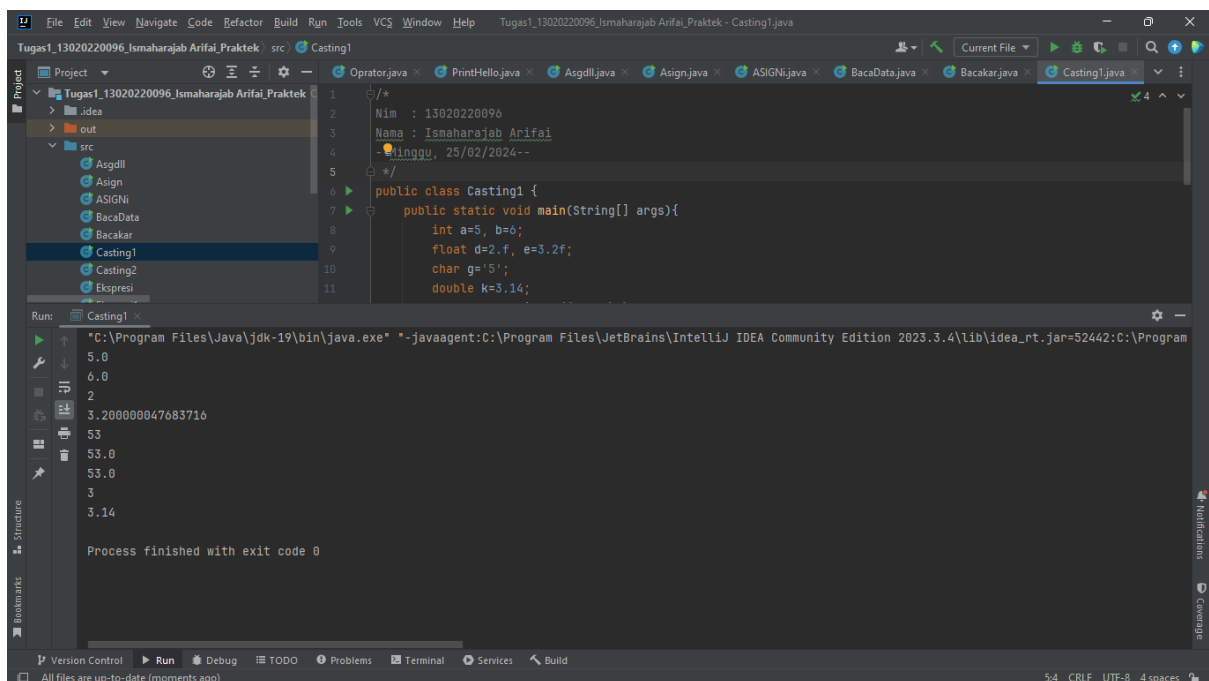 File Edit View Navigate Code Refactor Build Run Tools VCS Window Help Tugas1_13020220096_Ismaharajab Arifai_Praktek - Casting1.java
Tugas1_13020220096_Ismaharajab Arifai_Praktek src Casting1 Current File
Project Oprator.java PrintHello.java Asgdll.java Asign.java ASIGNi.java BacaData.java Bacakar.java Casting1.java
Project
Tugas1_13020220096_Ismaharajab Arifai_Praktek
.idea
out
src
Asgdll
Asign
ASIGNi
BacaData
Bacakar
Casting1
Casting2
Ekspresi
4
1 /*
2 Nim : 13020220096
3 Nama : Ismaharajab Arifai
4 -Minggu, 25/02/2024--
5 */
6 public class Casting1 {
7 public static void main(String[] args){
8 int a=5, b=6;
9 float d=2.f, e=3.2f;
10 char g='5';
11 double k=3.14;
Run: Casting1
"C:\Program Files\Java\jdk-19\bin\java.exe" "-javaagent:C:\Program Files\JetBrains\IntelliJ IDEA Community Edition 2023.3.4\lib\idea_rt.jar=52442:C:\Program
5.0
6.0
2
3.200000047683716
53
53.0
53.0
3
3.14
Process finished with exit code 0
Structure
Bookmarks
Notifications
Coverage
Version Control Run Debug TODO Problems Terminal Services Build
All files are up-to-date (moments ago) 5:4 CRLF UTF-8 4 spaces